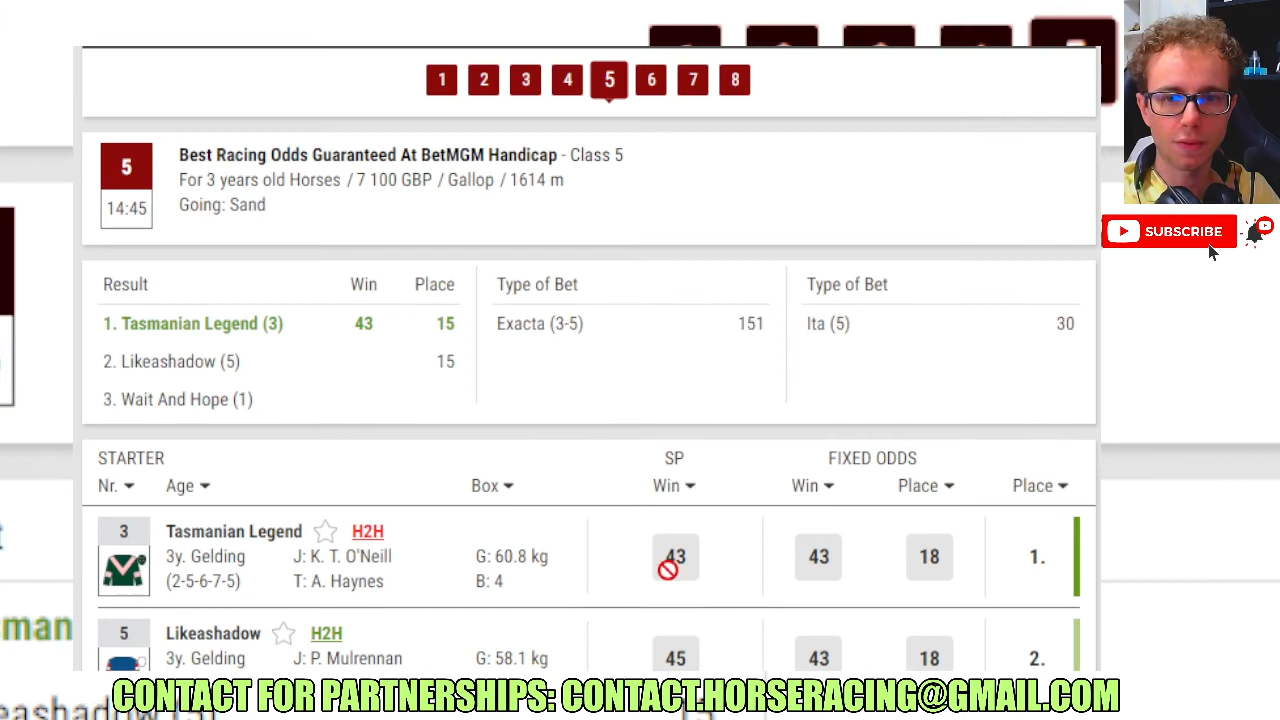 1 2 3 4 5 6 7 8
5
14:45
Best Racing Odds Guaranteed At BetMGM Handicap - Class 5
For 3 years old Horses / 7 100 GBP / Gallop / 1614 m
Going: Sand
SUBSCRIBE
Result Win Place
1. Tasmanian Legend (3) 43 15
2. Likeashadow (5) 15
3. Wait And Hope (1)
Type of Bet
Exacta (3-5) 151
Type of Bet
Ita (5) 30
STARTER SP FIXED ODDS
Nr. Age Box Win Win Place Place
3 Tasmanian Legend H2H
3y. Gelding J: K. T. O'Neill G: 60.8 kg 43 43 18 1.
(2-5-6-7-5) T: A. Haynes B: 4
5 Likeashadow H2H
3y. Gelding J: P. Mulrennan G: 58.1 kg 45 43 18 2.
CONTACT FOR PARTNERSHIPS: CONTACT.HORSERACING@GMAIL.COM